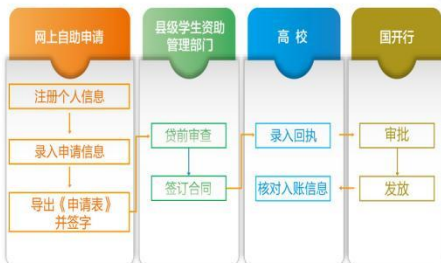 网上自助申请
注册个人信息
录入申请信息
导出《申请表》
并签字
县级学生资助
管理部门
贷前审查
签订合同
高 校
录入回执
核对入账信息
国开行
审批
发放